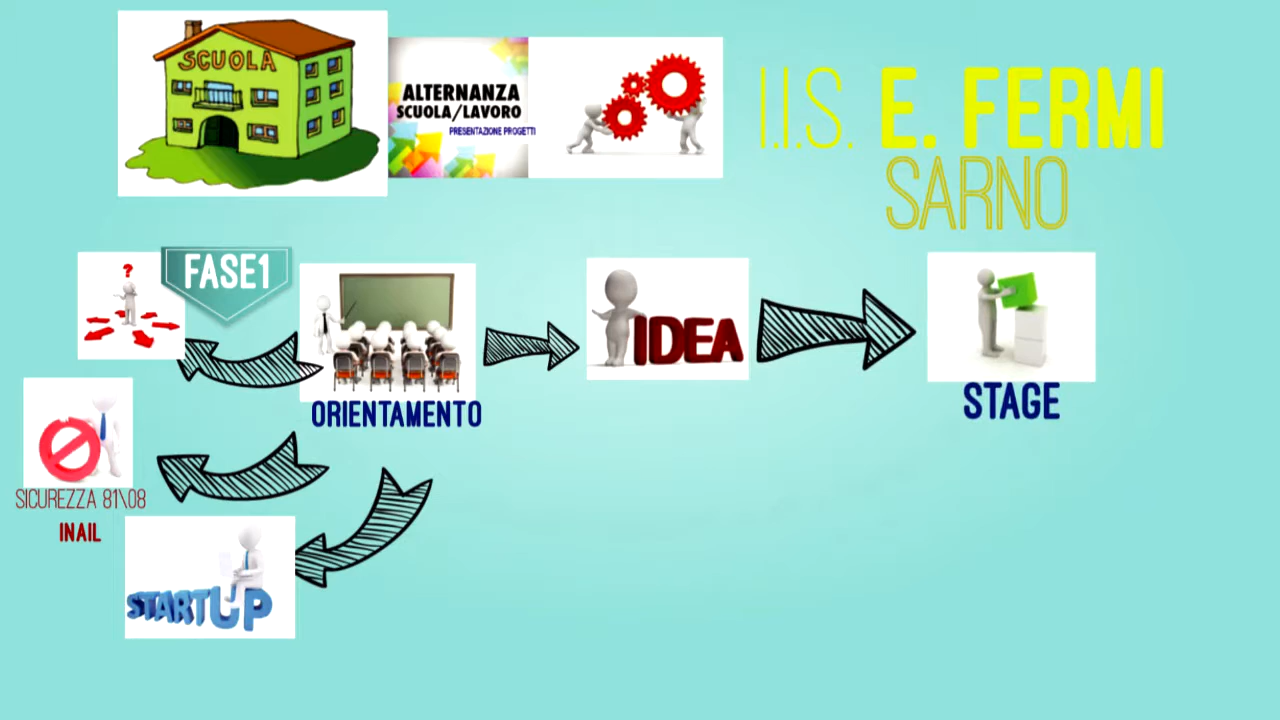 SCUOLA
ALTERNANZA
SCUOLA/LAVORO
PRESENTAZIONE PROGETTI
I.I.S. E. FERMI
SARNO
?
FASE1
ORIENTAMENTO
IDEA
STAGE
SICUREZZA 81\08
INAIL
STARTUP